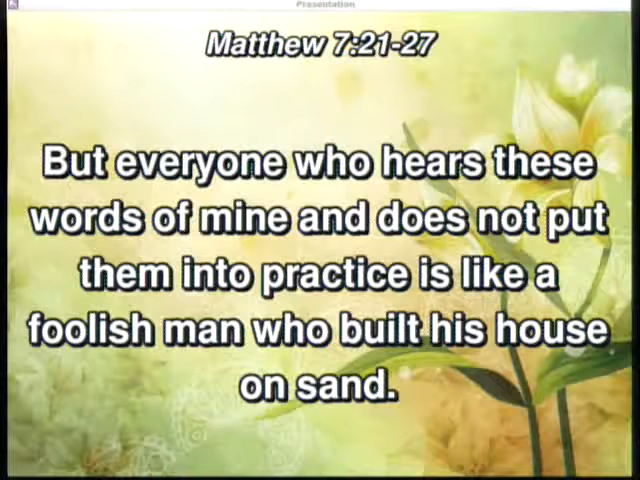 Presentation
Matthew 7:21-27
But everyone who hears these
words of mine and does not put
them into practice is like a
foolish man who built his house
on sand.